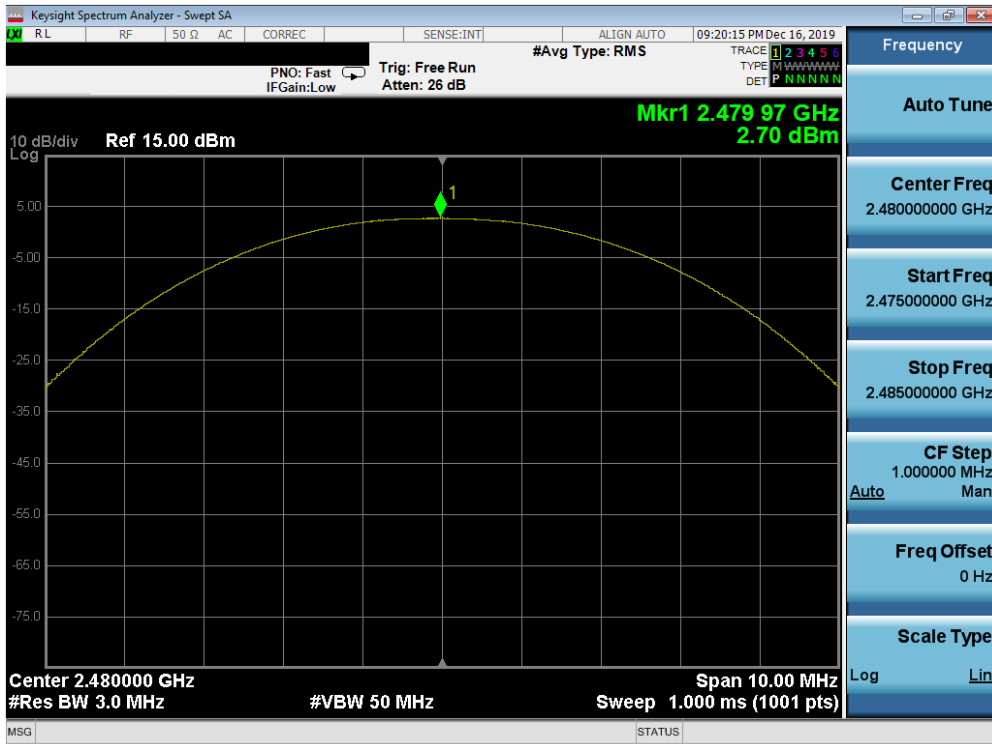 Keysight Spectrum Analyzer - Swept SA
LXI RL RF 50 Ω AC CORREC SENSE:INT ALIGN AUTO 09:20:15 PM Dec 16, 2019
PNO: Fast
IFGain:Low
Trig: Free Run
Atten: 26 dB
#Avg Type: RMS
TRACE 1 2 3 4 5 6
TYPE M WWWWW
DET P N N N N N
Mkr1 2.479 97 GHz
2.70 dBm
10 dB/div Ref 15.00 dBm
Log
1
5.00
-5.00
-15.0
-25.0
-35.0
-45.0
-55.0
-65.0
-75.0
Center 2.480000 GHz Span 10.00 MHz
#Res BW 3.0 MHz #VBW 50 MHz Sweep 1.000 ms (1001 pts)
MSG STATUS
Frequency
Auto Tune
Center Freq
2.480000000 GHz
Start Freq
2.475000000 GHz
Stop Freq
2.485000000 GHz
CF Step
1.000000 MHz
Auto Man
Freq Offset
0 Hz
Scale Type
Log Lin